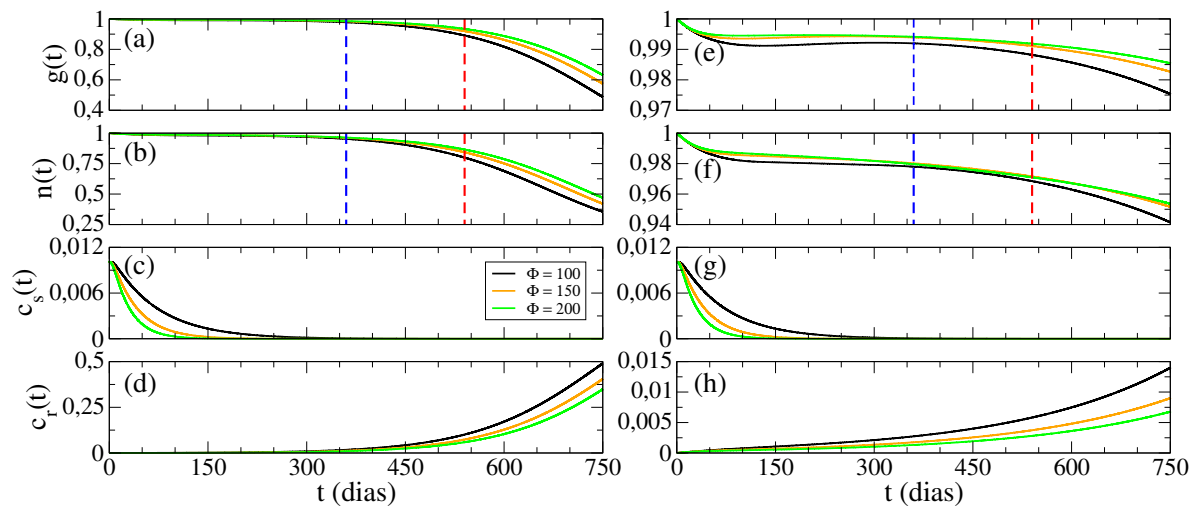 1
0,8
0,6
0,4
g(t)
(a)
1
0,75
0,5
0,25
n(t)
(b)
0,012
0,006
0
c_s(t)
(c)
Φ = 100
Φ = 150
Φ = 200
0,5
0,25
0
c_r(t)
(d)
0 150 300 450 600 750
t (dias)
1
0,99
0,98
0,97
(e)
1
0,98
0,96
0,94
(f)
0,012
0,006
0
(g)
0,015
0,01
0,005
0
(h)
0 150 300 450 600 750
t (dias)